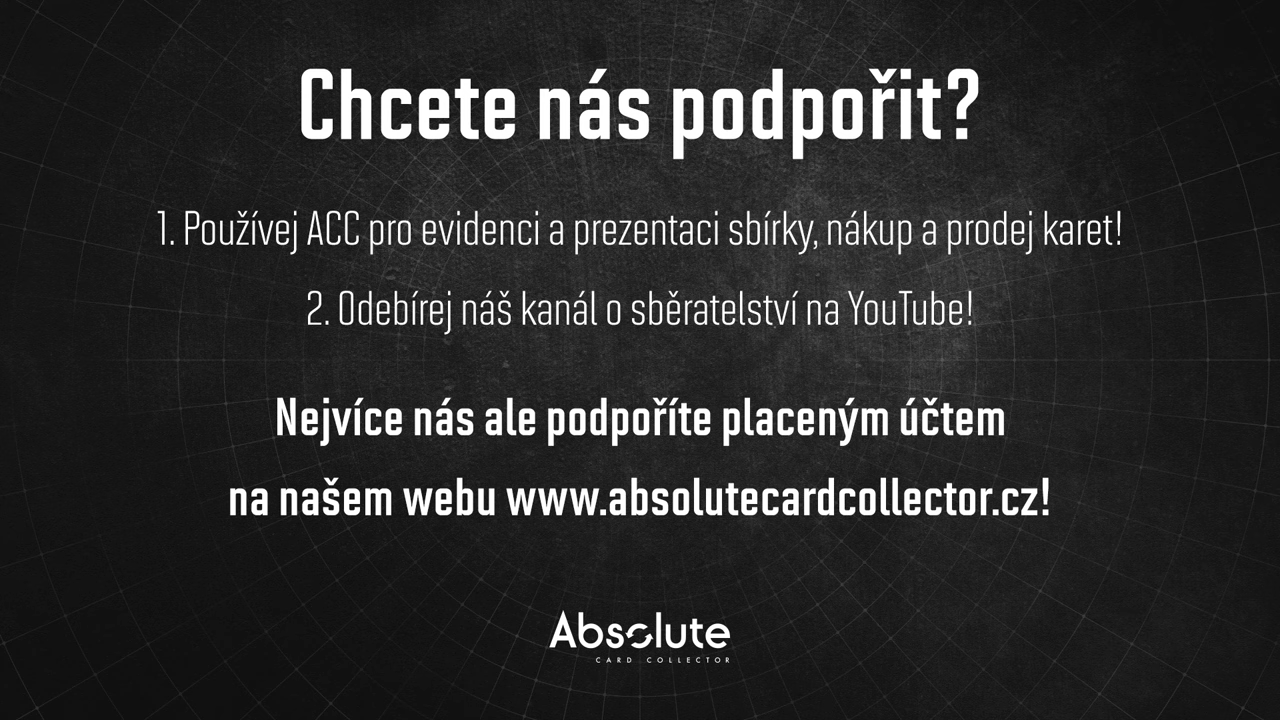 Chcete nás podpořit?
1. Používej ACC pro evidenci a prezentaci sbírky, nákup a prodej karet!
2. Odebírej náš kanál o sběratelství na YouTube!
Nejvíce nás ale podpoříte placeným účtem
na našem webu www.absolutecardcollector.cz!
Absolute
CARD COLLECTOR